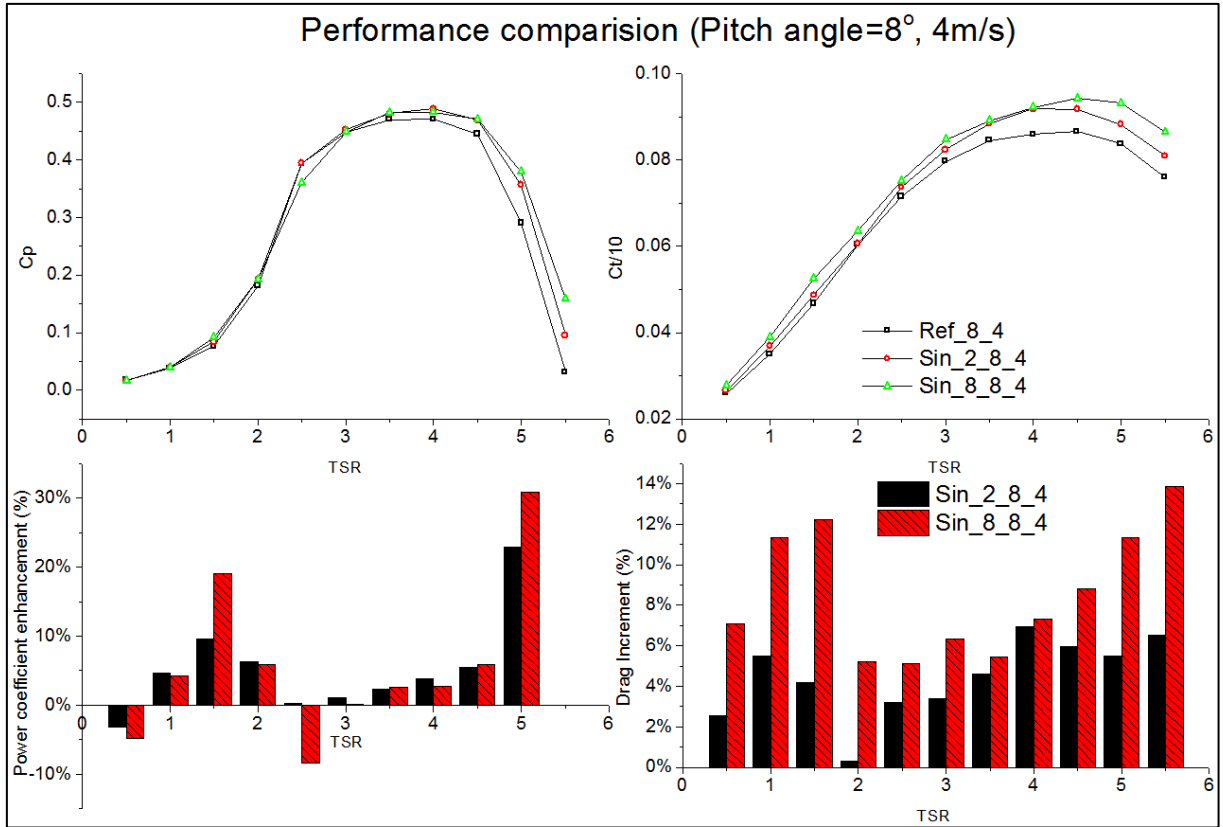 Performance comparision (Pitch angle=8°, 4m/s)
0.5
0.4
0.3
0.2
0.1
0.0
Cp
0 1 2 3 4 5 6
TSR
0.10
0.08
0.06
0.04
0.02
Ct/10
Ref_8_4
Sin_2_8_4
Sin_8_8_4
0 1 2 3 4 5 6
TSR
30%
20%
10%
0%
-10%
Power coefficient enhancement (%)
0 1 2 3 4 5 6
TSR
14%
12%
10%
8%
6%
4%
2%
0%
Drag Increment (%)
Sin_2_8_4
Sin_8_8_4
0 1 2 3 4 5 6
TSR